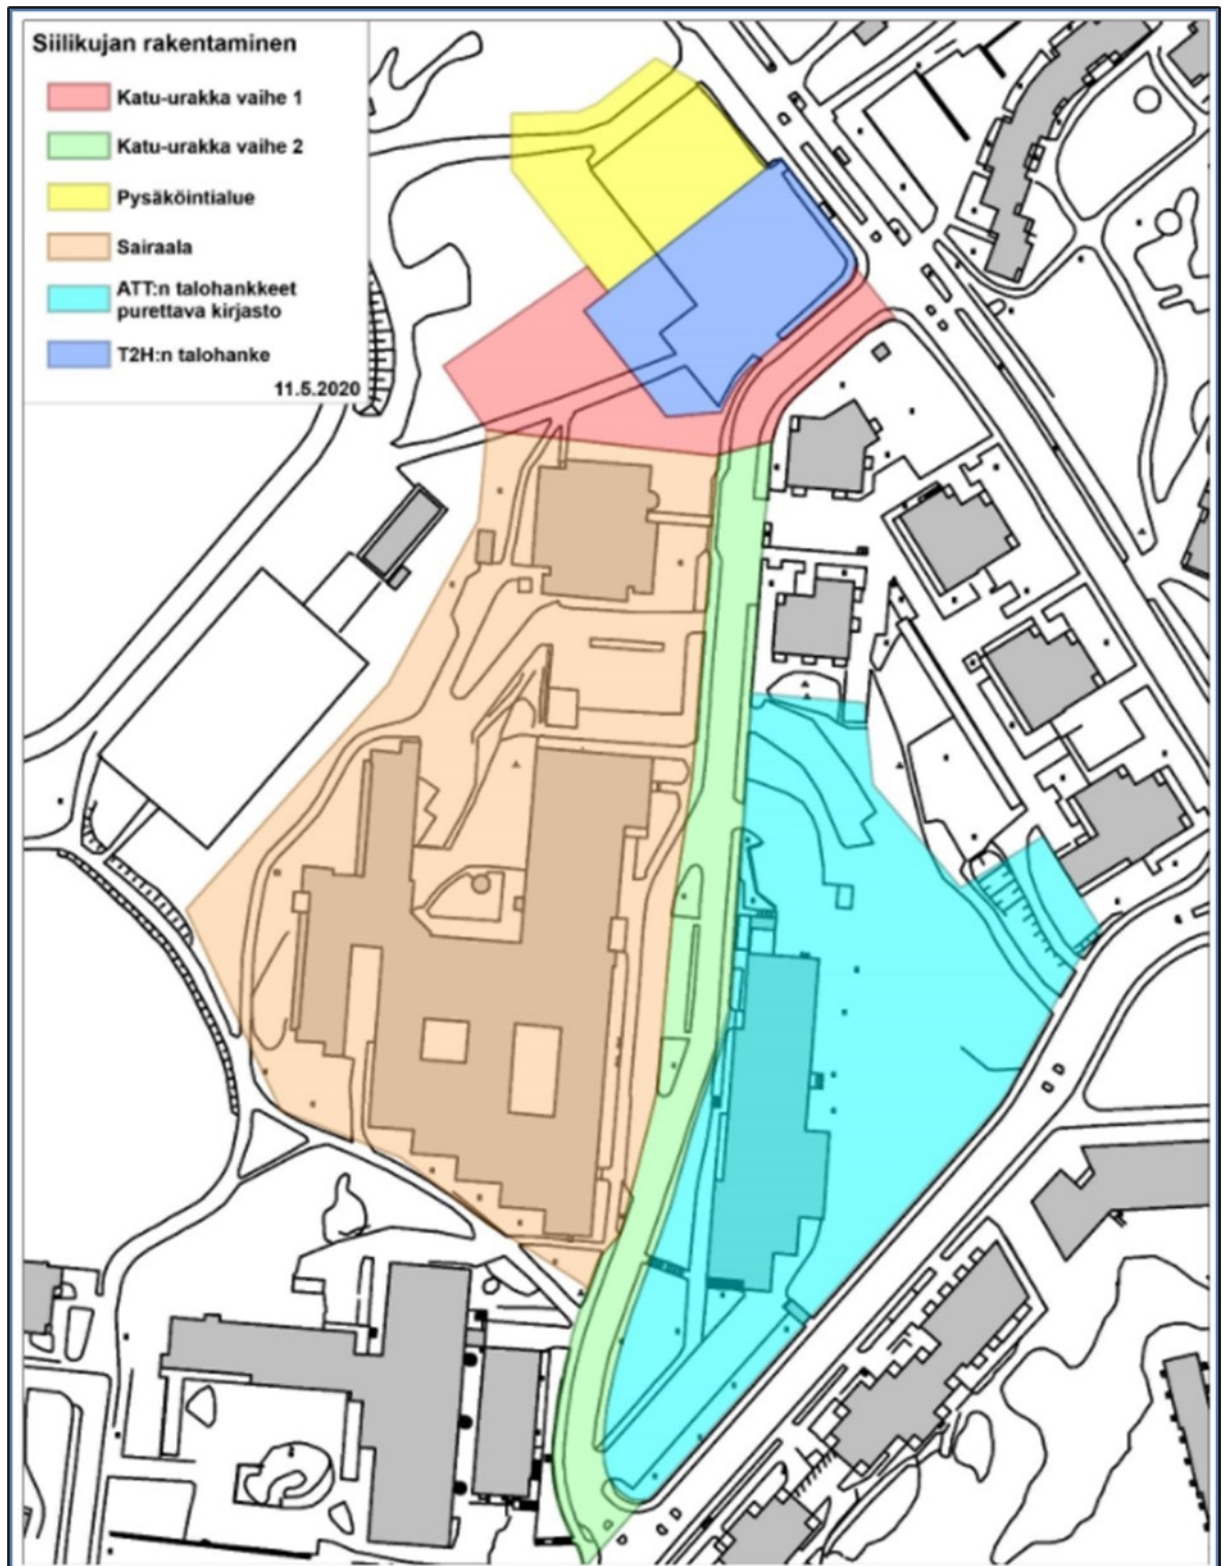 Siilikujan rakentaminen
Katu-urakka vaihe 1
Katu-urakka vaihe 2
Pysäköintialue
Sairaala
ATT:n talohankkeet
purettava kirjasto
T2H:n talohanke
11.5.2020